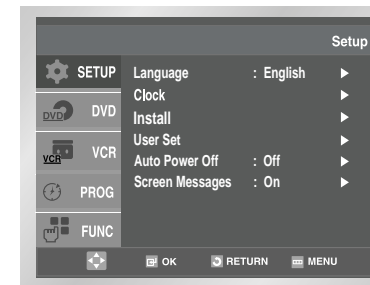 Setup
SETUP
DVD DVD
VCR VCR
PROG
FUNC
Language : English ►
Clock ►
Install ►
User Set ►
Auto Power Off : Off ►
Screen Messages : On ►
OK RETURN MENU